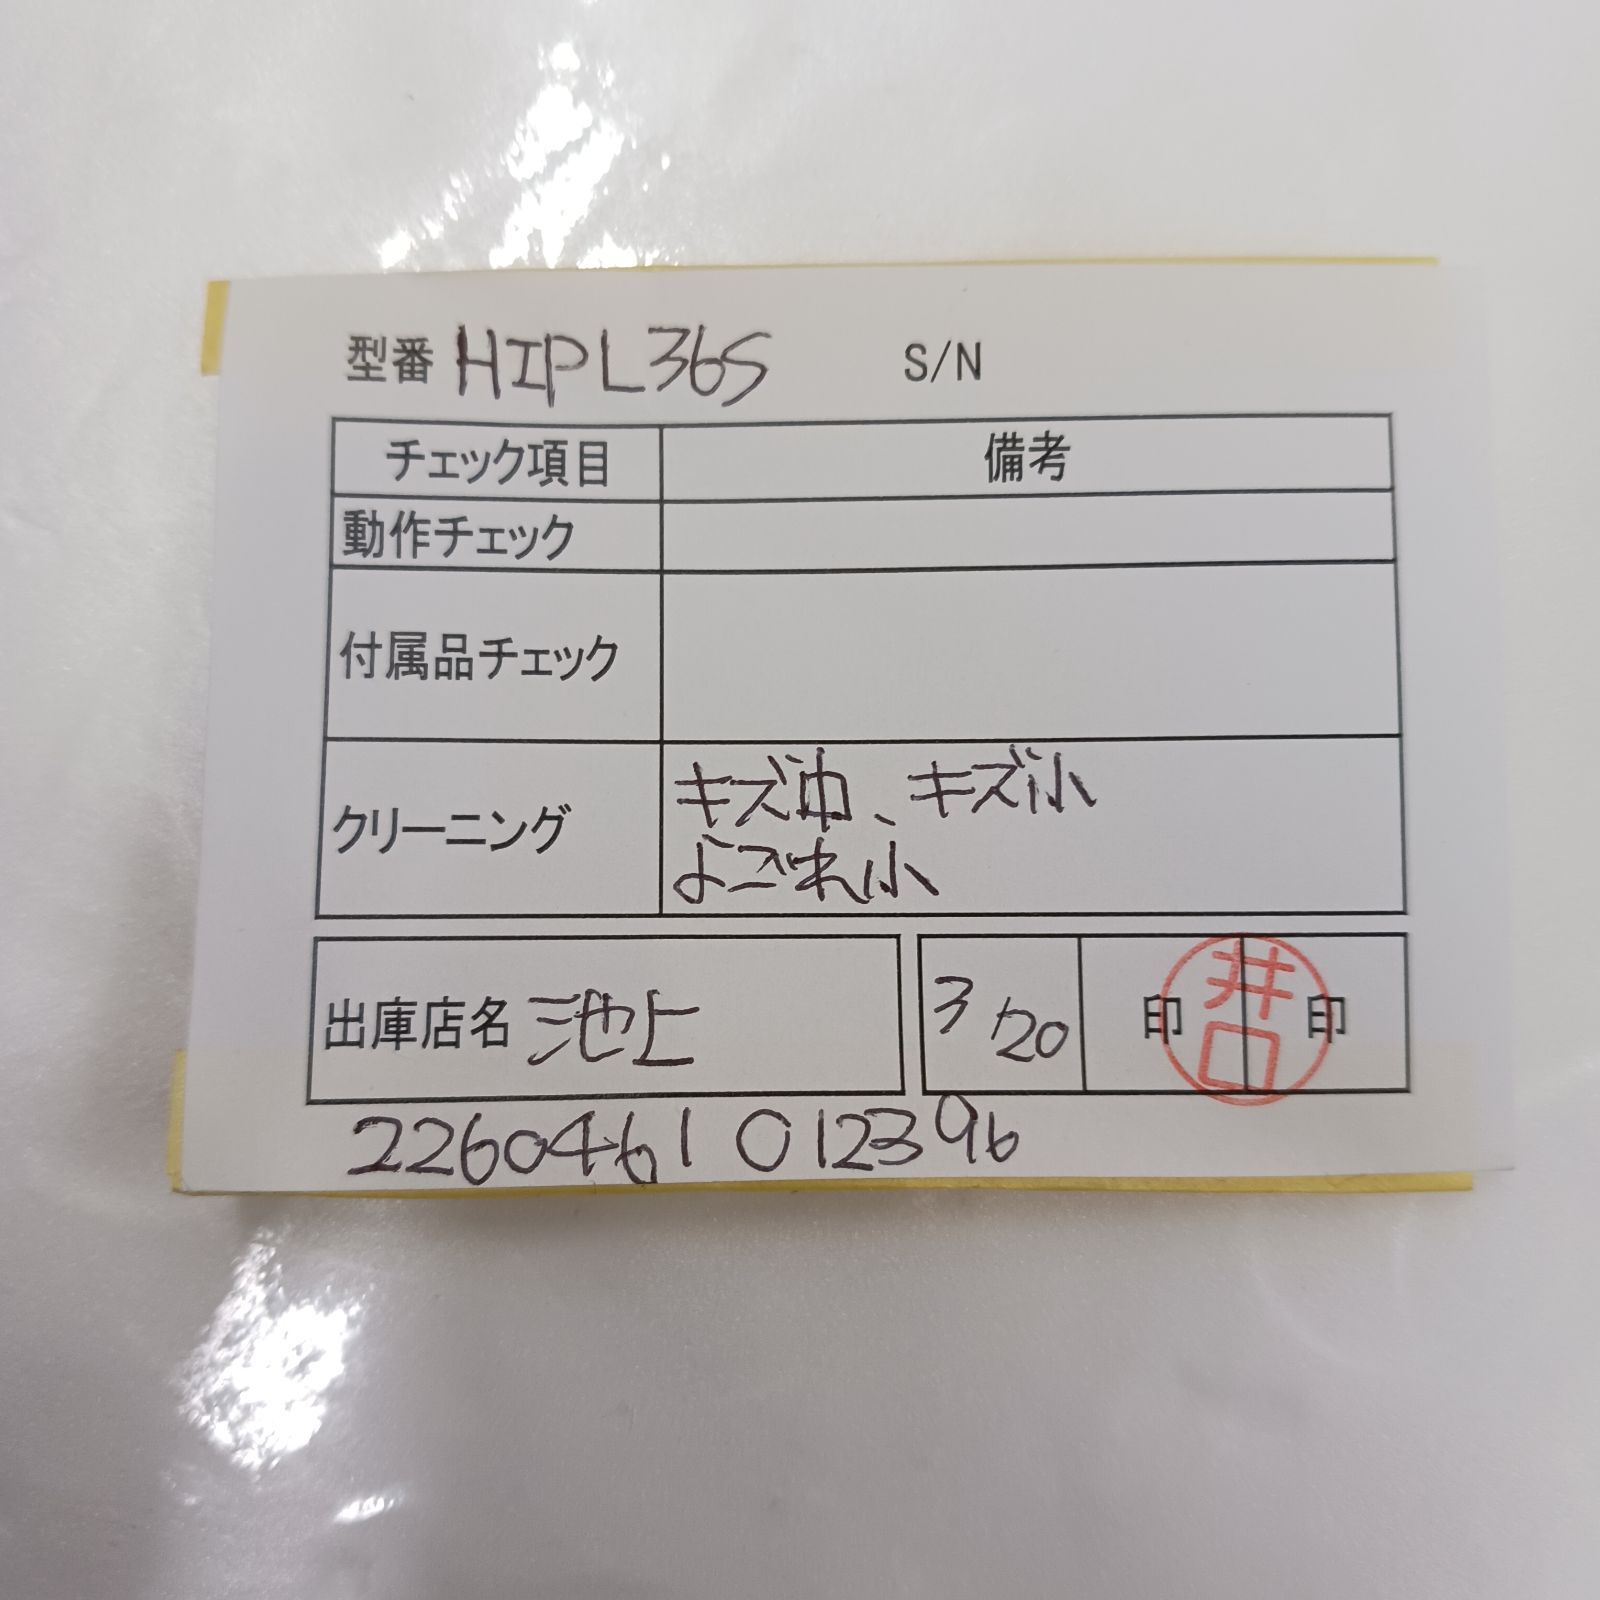 型番 HIPL36S S/N
チェック項目 備考
動作チェック
付属品チェック
クリーニング キズ中、キズ小
よごれ小
出庫店名 池上 3/20 印 印
井口
2260461012396